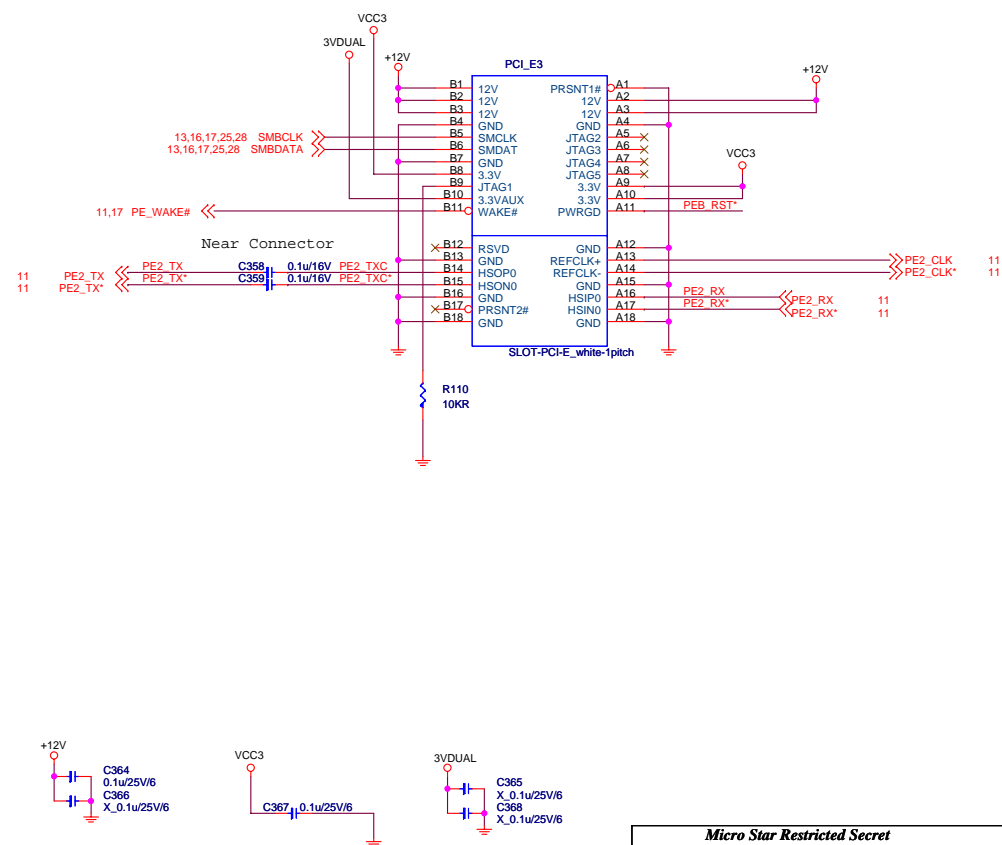 VCC3
3VDUAL
+12V
PCI_E3
+12V
B1 12V PRSNT1# A1
B2 12V 12V A2
B3 12V 12V A3
B4 GND GND A4
13,16,17,25,28 SMBCLK B5 SMCLK JTAG2 A5
13,16,17,25,28 SMBDATA B6 SMDAT JTAG3 A6
B7 GND JTAG4 A7
B8 3.3V JTAG5 A8
VCC3
B9 JTAG1 3.3V A9
B10 3.3VAUX 3.3V A10
11,17 PE_WAKE# B11 WAKE# PWRGD A11 PEB_RST*
Near Connector
B12 RSVD GND A12
B13 GND REFCLK+ A13 PE2_CLK 11
11 PE2_TX PE2_TX C358 0.1u/16V PE2_TXC B14 HSOP0 REFCLK- A14 PE2_CLK* 11
11 PE2_TX* PE2_TX* C359 0.1u/16V PE2_TXC* B15 HSON0 GND A15
B16 GND HSIP0 A16 PE2_RX PE2_RX 11
B17 PRSNT2# HSIN0 A17 PE2_RX* PE2_RX* 11
B18 GND GND A18
SLOT-PCI-E_white-1pitch
R110
10KR
+12V
C364
0.1u/25V/6
C366
X_0.1u/25V/6
VCC3
C367 0.1u/25V/6
3VDUAL
C365
X_0.1u/25V/6
C368
X_0.1u/25V/6
Micro Star Restricted Secret